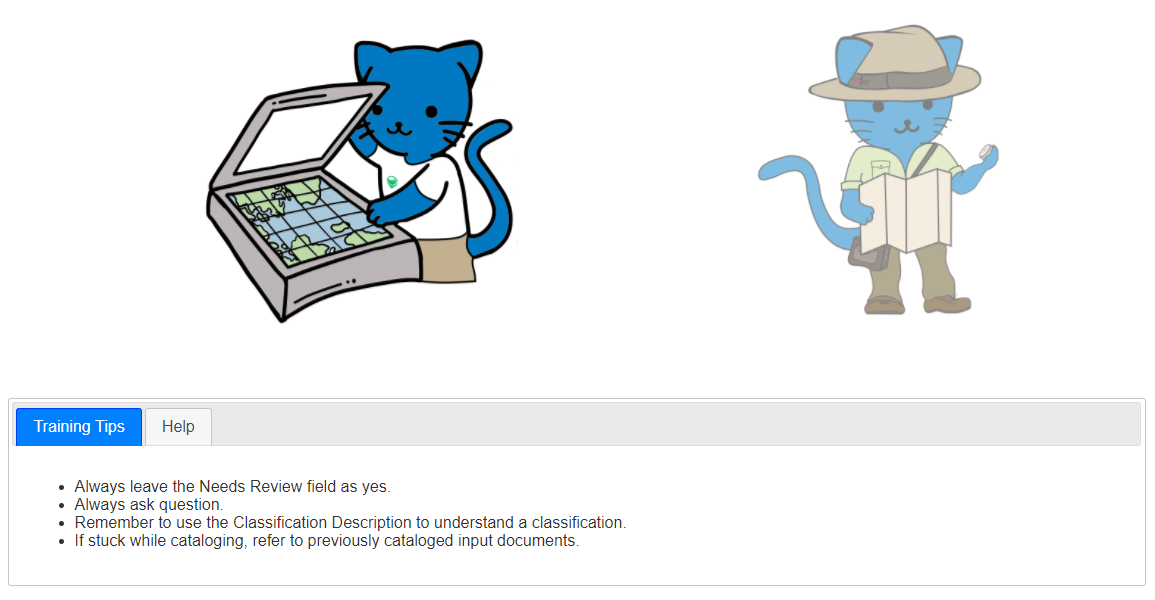 Training Tips
Help
Always leave the Needs Review field as yes.
Always ask question.
Remember to use the Classification Description to understand a classification.
If stuck while cataloging, refer to previously cataloged input documents.